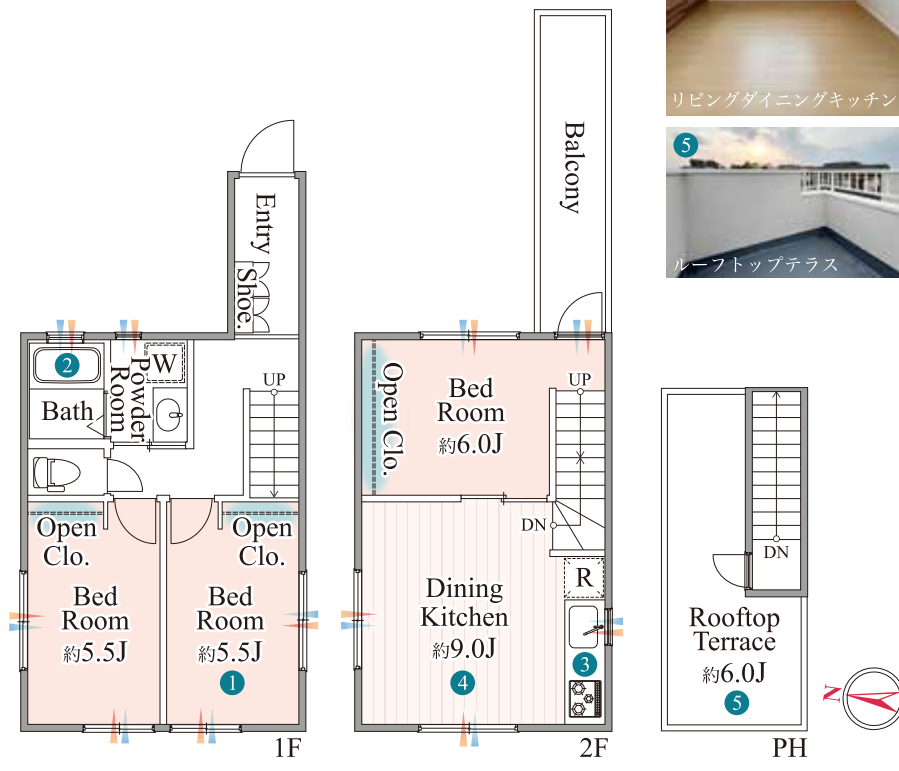 Entry
Shoe.
2
W
Powder
Room
Bath
UP
Open
Clo.
Open
Clo.
Bed
Room
約5.5J
Bed
Room
約5.5J
1
1F
Balcony
Open Clo.
Bed
Room
約6.0J
UP
DN
R
Dining
Kitchen
約9.0J
3
4
2F
リビングダイニングキッチン
5
ルーフトップテラス
DN
Rooftop
Terrace
約6.0J
5
N
PH